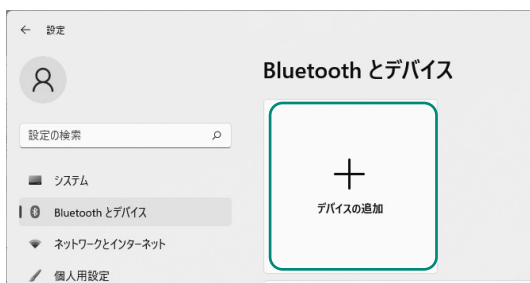 設定
Bluetooth とデバイス
設定の検索
システム
Bluetooth とデバイス
ネットワークとインターネット
個人用設定
デバイスの追加